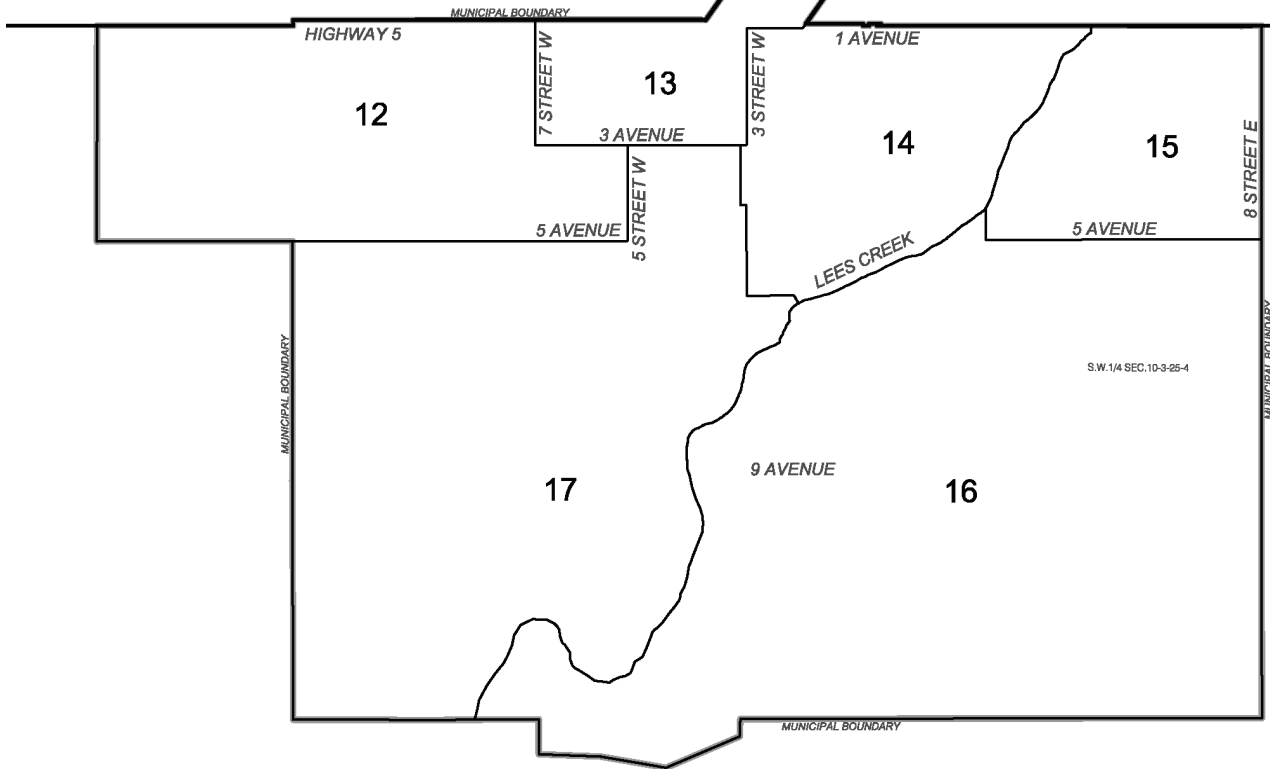 MUNICIPAL BOUNDARY
HIGHWAY 5
1 AVENUE
7 STREET W
13
3 STREET W
12
3 AVENUE
14
15
8 STREET E
5 STREET W
5 AVENUE
5 AVENUE
LEES CREEK
MUNICIPAL BOUNDARY
S.W.1/4 SEC.10-3-25-4
MUNICIPAL BOUNDARY
9 AVENUE
17
16
MUNICIPAL BOUNDARY